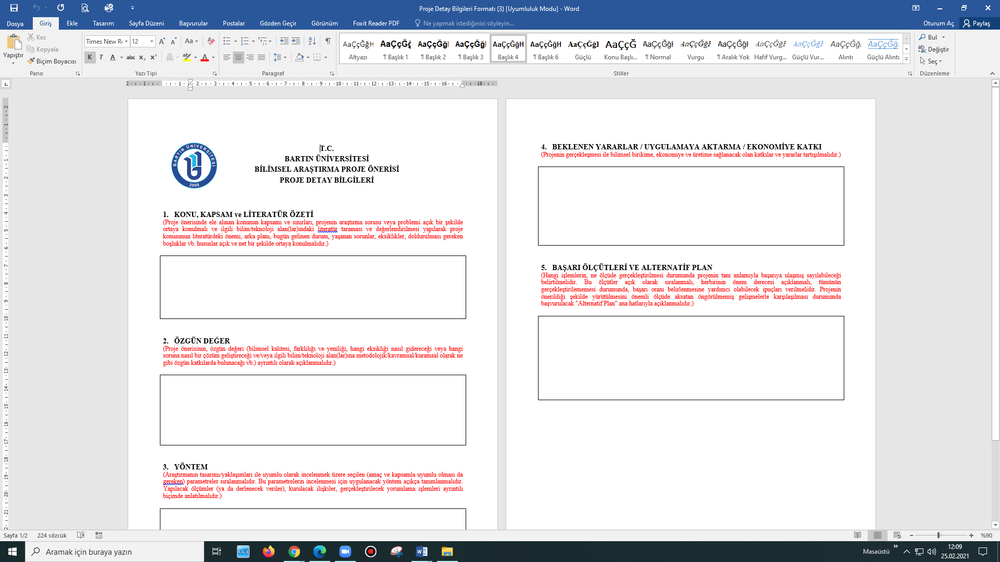 Proje Detay Bilgileri Formatı (3) [Uyumluluk Modu] - Word
Dosya Giriş Ekle Tasarım Sayfa Düzeni Başvurular Postalar Gözden Geçir Görünüm Foxit Reader PDF Ne yapmak istediğinizi söyleyin... Oturum Aç Paylaş
Yapıştır
Kes
Kopyala
Biçim Boyacısı
Pano
Times New R 12
Yazı Tipi
Paragraf
AaÇçĞğH AaÇçĞğ AaÇçĞğI AaÇçĞğ AaÇçĞğH AaÇçĞğH AaÇçĞğI AaÇçĞ AaÇçĞğH AaÇçĞğH AaÇçĞğH AaÇçĞğH AaÇçĞğH AaÇçĞğ AaÇçĞğ
Altyazı ¶ Başlık 1 ¶ Başlık 2 ¶ Başlık 3 Başlık 4 ¶ Başlık 6 Güçlü Konu Başlı... ¶ Normal Vurgu ¶ Aralık Yok Hafif Vurg... Güçlü Vur... Alıntı Güçlü Alıntı
Stiller
Bul
Değiştir
Seç
Düzenleme
BARTIN ÜNİVERSİTESİ
2008
T.C.
BARTIN ÜNİVERSİTESİ
BİLİMSEL ARAŞTIRMA PROJE ÖNERİSİ
PROJE DETAY BİLGİLERİ
1. KONU, KAPSAM ve LİTERATÜR ÖZETİ
(Proje önerisinde ele alınan konunun kapsamı ve sınırları, projenin araştırma sorusu veya problemi açık bir şekilde
ortaya konulmalı ve ilgili bilim/teknoloji alan(lar)ındaki literatür taraması ve değerlendirilmesi yapılarak proje
konusunun literatürdeki önemi, arka planı, bugün gelinen durum, yaşanan sorunlar, eksiklikler, doldurulması gereken
boşluklar vb. hususlar açık ve net bir şekilde ortaya konulmalıdır.)
2. ÖZGÜN DEĞER
(Proje önerisinin, özgün değeri (bilimsel kalitesi, farklılığı ve yeniliği, hangi eksikliği nasıl gidereceği veya hangi
soruna nasıl bir çözüm geliştireceği ve/veya ilgili bilim/teknoloji alan(lar)ına metodolojik/kavramsal/kuramsal olarak ne
gibi özgün katkılarda bulunacağı vb.) ayrıntılı olarak açıklanmalıdır.)
3. YÖNTEM
(Araştırmanın tasarımı/yaklaşımları ile uyumlu olarak incelenmek üzere seçilen (amaç ve kapsamla uyumlu olması da
gereken) parametreler sıralanmalıdır. Bu parametrelerin incelenmesi için uygulanacak yöntem açıkça tanımlanmalıdır.
Yapılacak ölçümler (ya da derlenecek veriler), kurulacak ilişkiler, gerçekleştirilecek yorumlama işlemleri ayrıntılı
biçimde anlatılmalıdır.)
4. BEKLENEN YARARLAR / UYGULAMAYA AKTARMA / EKONOMİYE KATKI
(Projenin gerçekleşmesi ile bilimsel birikime, ekonomiye ve üretime sağlanacak olan katkılar ve yararlar tartışılmalıdır.)
5. BAŞARI ÖLÇÜTLERİ VE ALTERNATİF PLAN
(Hangi işlemlerin, ne ölçüde gerçekleştirilmesi durumunda projenin tam anlamıyla başarıya ulaşmış sayılabileceği
belirtilmelidir. Bu ölçütler açık olarak sıralanmalı, herbirinin önem derecesi açıklanmalı, tümünün
gerçekleştirilememesi durumunda, başarı oranı belirlenmesine yardımcı olabilecek ipuçları verilmelidir. Projenin
önerildiği şekilde yürütülmesini önemli ölçüde aksatan öngörülmemiş gelişmelerle karşılaşılması durumunda
başvurulacak "Alternatif Plan" ana hatlarıyla açıklanmalıdır.)
Sayfa 1/2 224 sözcük %90
Aramak için buraya yazın
Masaüstü
12:09
25.02.2021